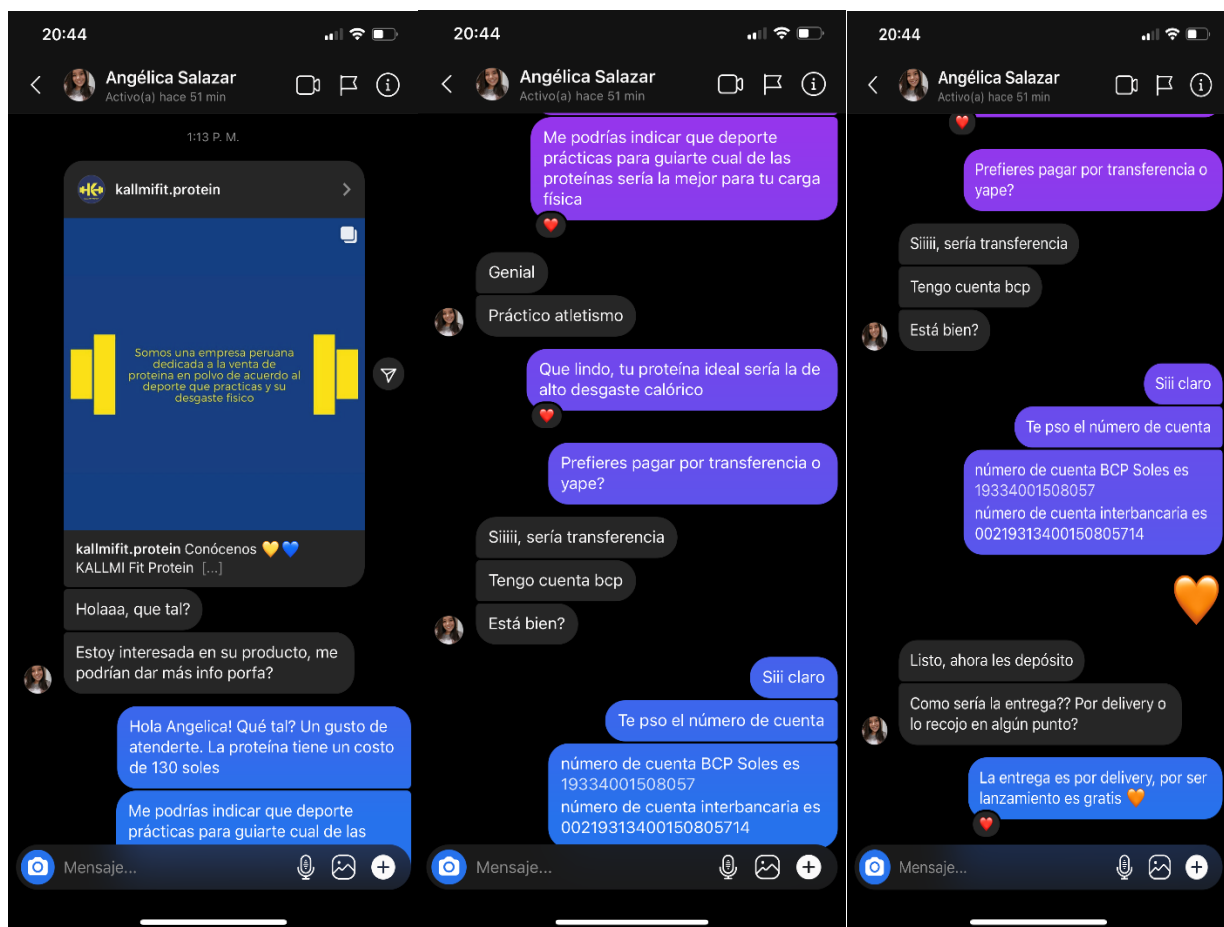 20:44
Angélica Salazar
Activo(a) hace 51 min
1:13 P. M.
kallmifit.protein
Somos una empresa peruana
dedicada a la venta de
proteina en polvo de acuerdo al
deporte que practicas y su
desgaste fisico
kallmifit.protein Conócenos 💛💙
KALLMI Fit Protein [...]
Holaaa, que tal?
Estoy interesada en su producto, me
podrían dar más info porfa?
Hola Angelica! Qué tal? Un gusto de
atenderte. La proteína tiene un costo
de 130 soles
Me podrías indicar que deporte
prácticas para guiarte cual de las
Mensaje...
20:44
Angélica Salazar
Activo(a) hace 51 min
Me podrías indicar que deporte
prácticas para guiarte cual de las
proteínas sería la mejor para tu carga
física
❤️
Genial
Práctico atletismo
Que lindo, tu proteína ideal sería la de
alto desgaste calórico
❤️
Prefieres pagar por transferencia o
yape?
Siiiii, sería transferencia
Tengo cuenta bcp
Está bien?
Siii claro
Te pso el número de cuenta
número de cuenta BCP Soles es
19334001508057
número de cuenta interbancaria es
00219313400150805714
Mensaje...
20:44
Angélica Salazar
Activo(a) hace 51 min
❤️
Prefieres pagar por transferencia o
yape?
Siiiii, sería transferencia
Tengo cuenta bcp
Está bien?
Siii claro
Te pso el número de cuenta
número de cuenta BCP Soles es
19334001508057
número de cuenta interbancaria es
00219313400150805714
🧡
Listo, ahora les depósito
Como sería la entrega?? Por delivery o
lo recojo en algún punto?
La entrega es por delivery, por ser
lanzamiento es gratis 🧡
❤️
Mensaje...